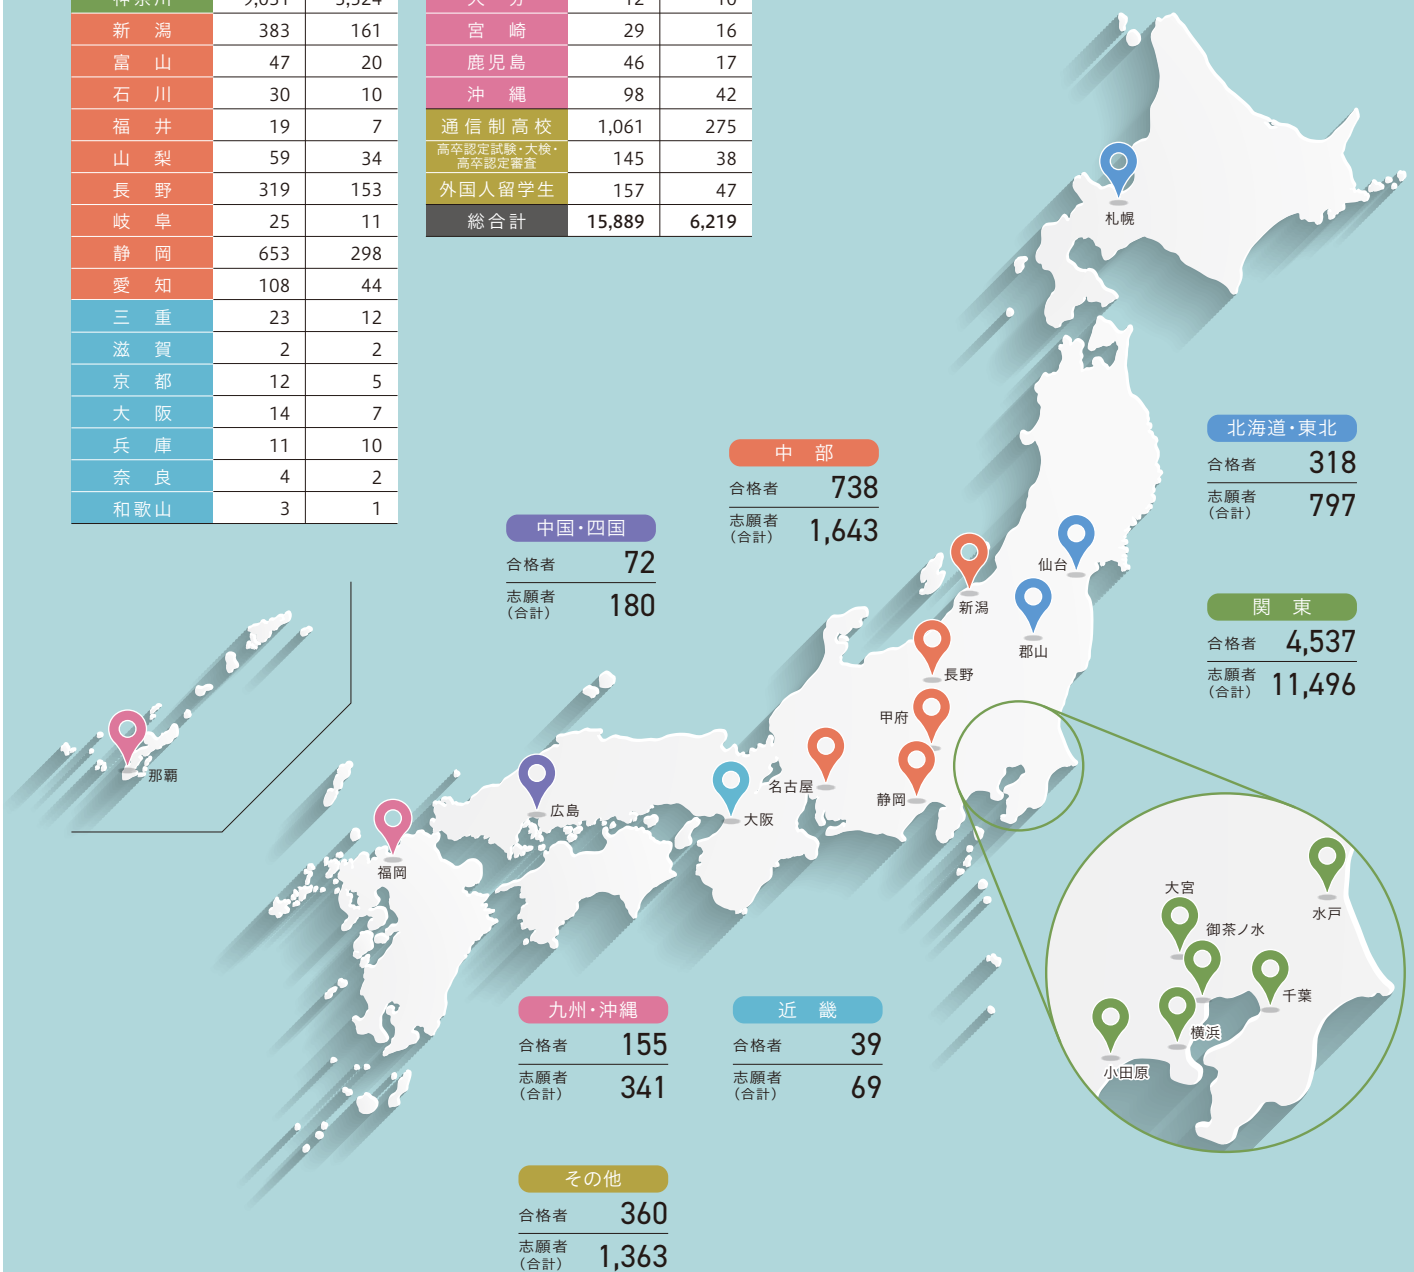 新潟 383 161
富山 47 20
石川 30 10
福井 19 7
山梨 59 34
長野 319 153
岐阜 25 11
静岡 653 298
愛知 108 44
三重 23 12
滋賀 2 2
京都 12 5
大阪 14 7
兵庫 11 10
奈良 4 2
和歌山 3 1
宮崎 29 16
鹿児島 46 17
沖縄 98 42
通信制高校 1,061 275
高卒認定試験・大検・
高卒認定審査 145 38
外国人留学生 157 47
総合計 15,889 6,219
札幌
北海道・東北
合格者 318
志願者
(合計) 797
中部
合格者 738
志願者
(合計) 1,643
中国・四国
合格者 72
志願者
(合計) 180
関東
合格者 4,537
志願者
(合計) 11,496
仙台
新潟
郡山
長野
甲府
名古屋
静岡
那覇
広島
大阪
福岡
大宮
水戸
御茶ノ水
千葉
横浜
小田原
九州・沖縄
合格者 155
志願者
(合計) 341
近畿
合格者 39
志願者
(合計) 69
その他
合格者 360
志願者
(合計) 1,363